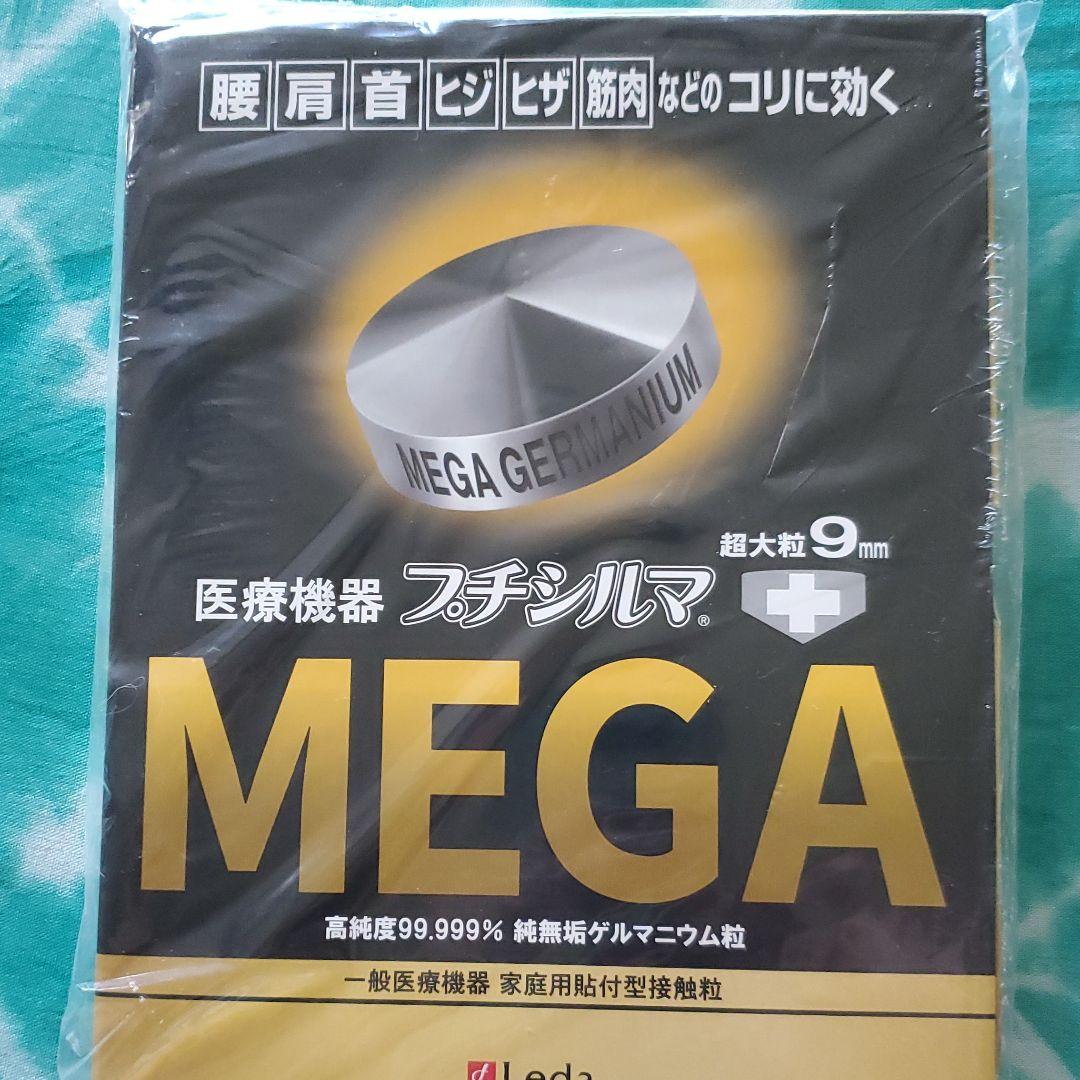 腰 肩 首 ヒジ ヒザ 筋肉 などの コリに効く
MEGA GERMANIUM
超大粒9mm
医療機器 プチシルマ®
MEGA
高純度99.999% 純無垢ゲルマニウム粒
一般医療機器 家庭用貼付型接触粒
Leda